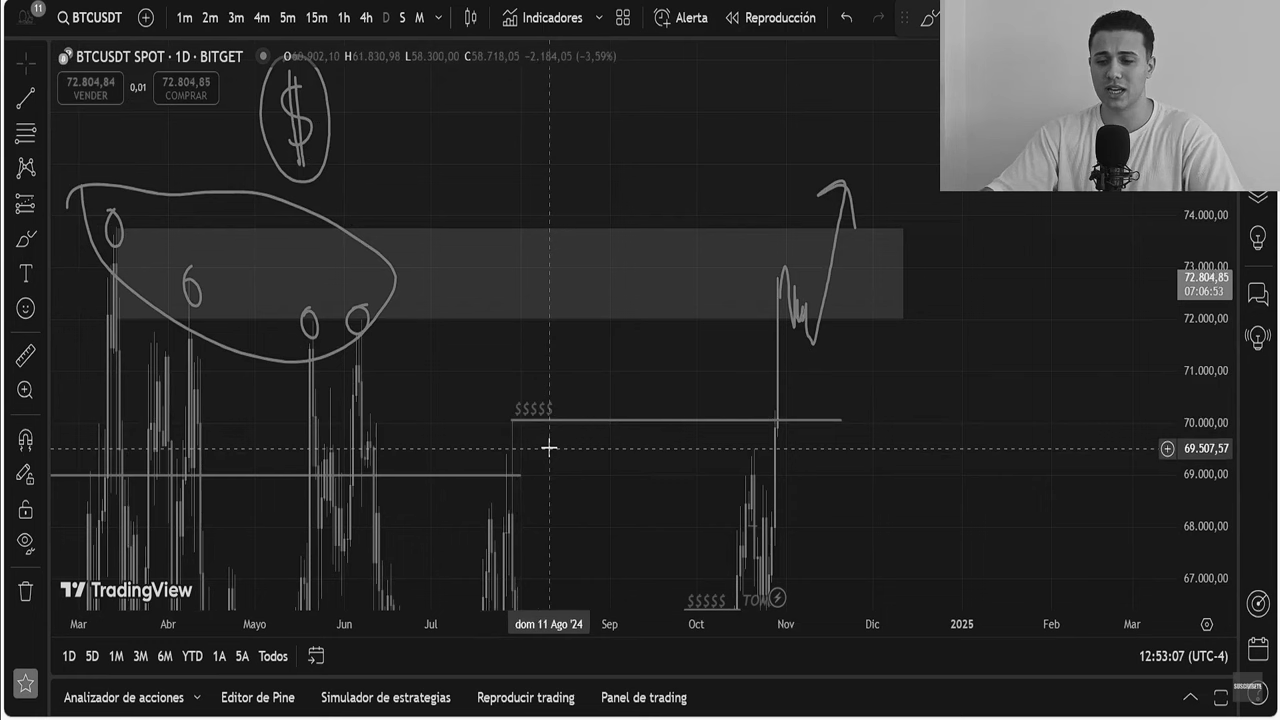 11
BTCUSDT 1m 2m 3m 4m 5m 15m 1h 4h D S M Indicadores Alerta Reproducción
BTCUSDT SPOT · 1D · BITGET H61.830,98 L58.300,00 C58.718,05 −2.184,05 (−3,59%)
72.804,84 0,01 72.804,85
VENDER COMPRAR
$
74.000,00
73.000,00
72.804,85
07:06:53
72.000,00
71.000,00
$$$$$
70.000,00
69.507,57
69.000,00
68.000,00
67.000,00
$$$$$
TradingView
Mar Abr Mayo Jun Jul dom 11 Ago '24 Sep Oct Nov Dic 2025 Feb Mar
1D 5D 1M 3M 6M YTD 1A 5A Todos 12:53:07 (UTC-4)
Analizador de acciones Editor de Pine Simulador de estrategias Reproducir trading Panel de trading